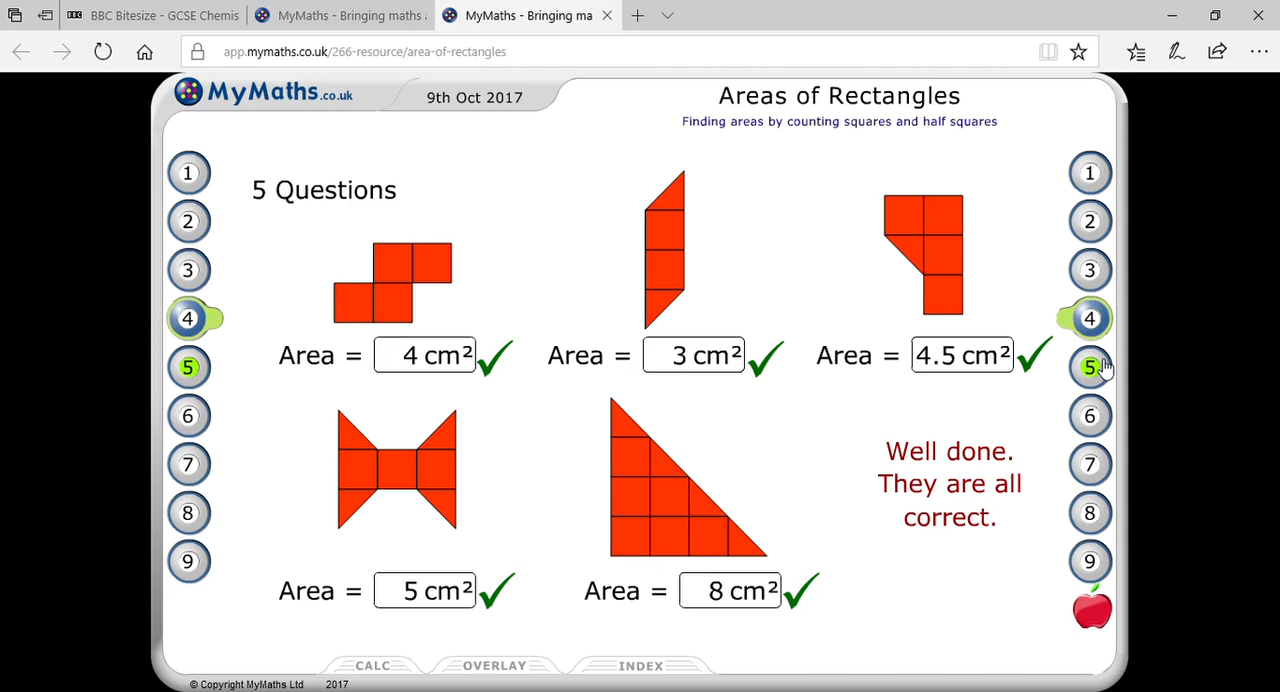 BBC BBC Bitesize - GCSE Chemis
MyMaths - Bringing maths a
MyMaths - Bringing ma
app.mymaths.co.uk/266-resource/area-of-rectangles
MyMaths.co.uk
9th Oct 2017
Areas of Rectangles
Finding areas by counting squares and half squares
5 Questions
1
2
3
4
5
6
7
8
9
Area = 4 cm²
Area = 3 cm²
Area = 4.5 cm²
Area = 5 cm²
Area = 8 cm²
Well done.
They are all
correct.
1
2
3
4
5
6
7
8
9
CALC
OVERLAY
INDEX
© Copyright MyMaths Ltd 2017